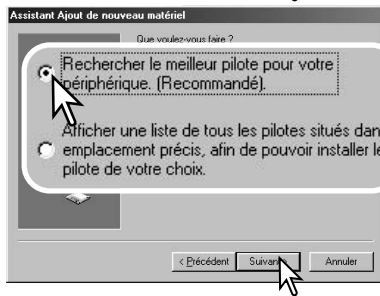 Assistant Ajout de nouveau matériel
Que voulez-vous faire ?
Rechercher le meilleur pilote pour votre
périphérique. (Recommandé).
Afficher une liste de tous les pilotes situés dan
emplacement précis, afin de pouvoir installer le
pilote de votre choix.
< Précédent Suivant Annuler